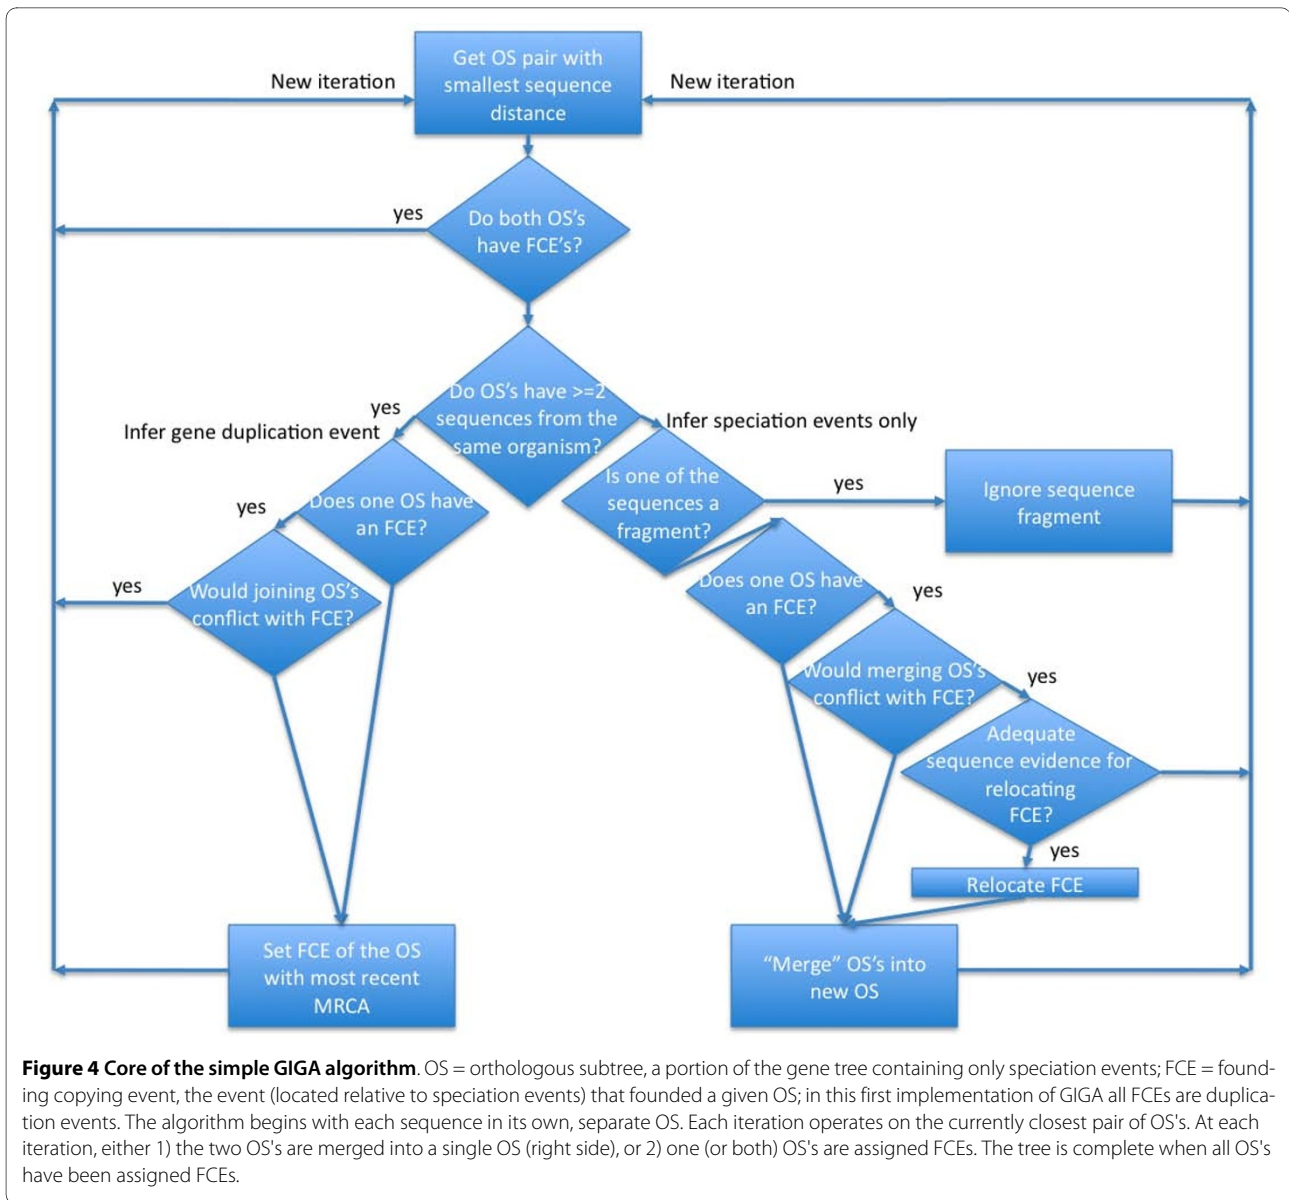 Get OS pair with
smallest sequence
distance
New iteration
New iteration
yes
Do both OS's
have FCE's?
Do OS's have >=2
sequences from the
same organism?
yes
Infer gene duplication event
Infer speciation events only
Does one OS have
an FCE?
yes
Is one of the
sequences a
fragment?
yes
Ignore sequence
fragment
Would joining OS's
conflict with FCE?
yes
Does one OS have
an FCE?
yes
Would merging OS's
conflict with FCE?
yes
Adequate
sequence evidence for
relocating
FCE?
yes
Relocate FCE
Set FCE of the OS
with most recent
MRCA
“Merge” OS's into
new OS
Figure 4 Core of the simple GIGA algorithm. OS = orthologous subtree, a portion of the gene tree containing only speciation events; FCE = found-
ing copying event, the event (located relative to speciation events) that founded a given OS; in this first implementation of GIGA all FCEs are duplica-
tion events. The algorithm begins with each sequence in its own, separate OS. Each iteration operates on the currently closest pair of OS's. At each
iteration, either 1) the two OS's are merged into a single OS (right side), or 2) one (or both) OS's are assigned FCEs. The tree is complete when all OS's
have been assigned FCEs.